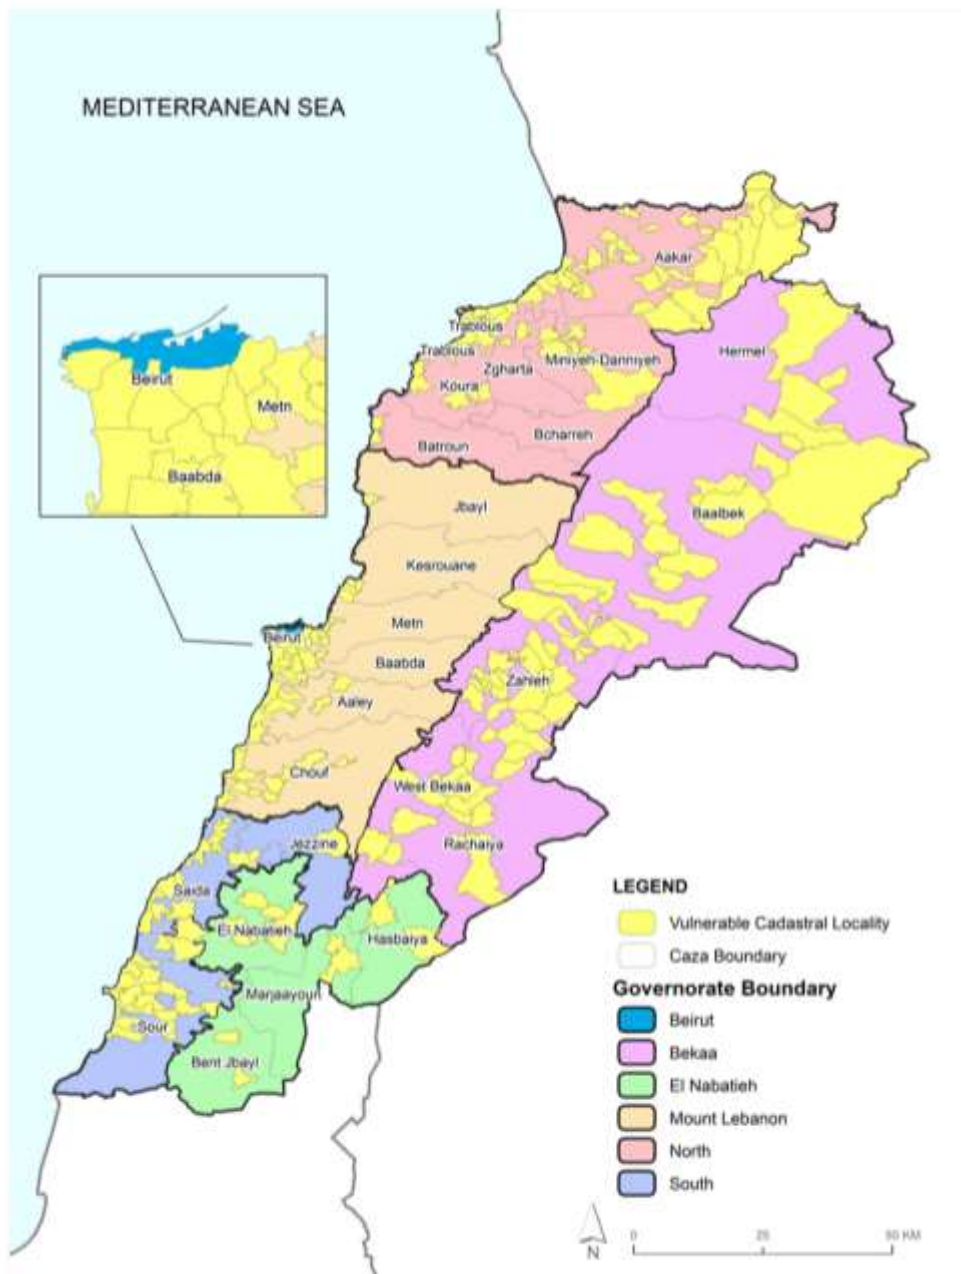 MEDITERRANEAN SEA
Aakar
Trablous
Trablous
Miniyeh-Danniyeh
Hermel
Zgharta
Koura
Bcharreh
Batroun
Beirut
Metn
Baabda
Jbayl
Baalbek
Kesrouane
Metn
Beirut
Baabda
Zahleh
Aaley
Chouf
West Bekaa
Jezzine
Rachaiya
Saida
El Nabatieh
Hasbaiya
Marjaayoun
Sour
Bent Jbayl
LEGEND
Vulnerable Cadastral Locality
Caza Boundary
Governorate Boundary
Beirut
Bekaa
El Nabatieh
Mount Lebanon
North
South
N
0 25 50 KM